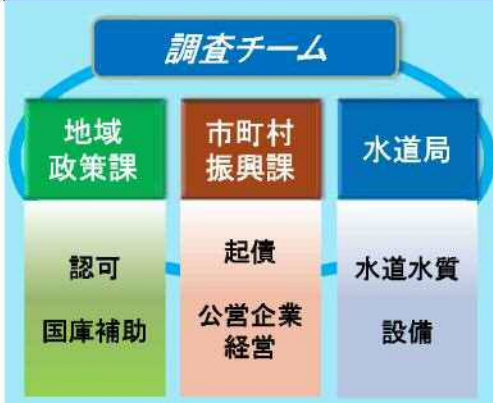 調査チーム
地域
政策課
市町村
振興課
水道局
認可
国庫補助
起債
公営企業
経営
水道水質
設備